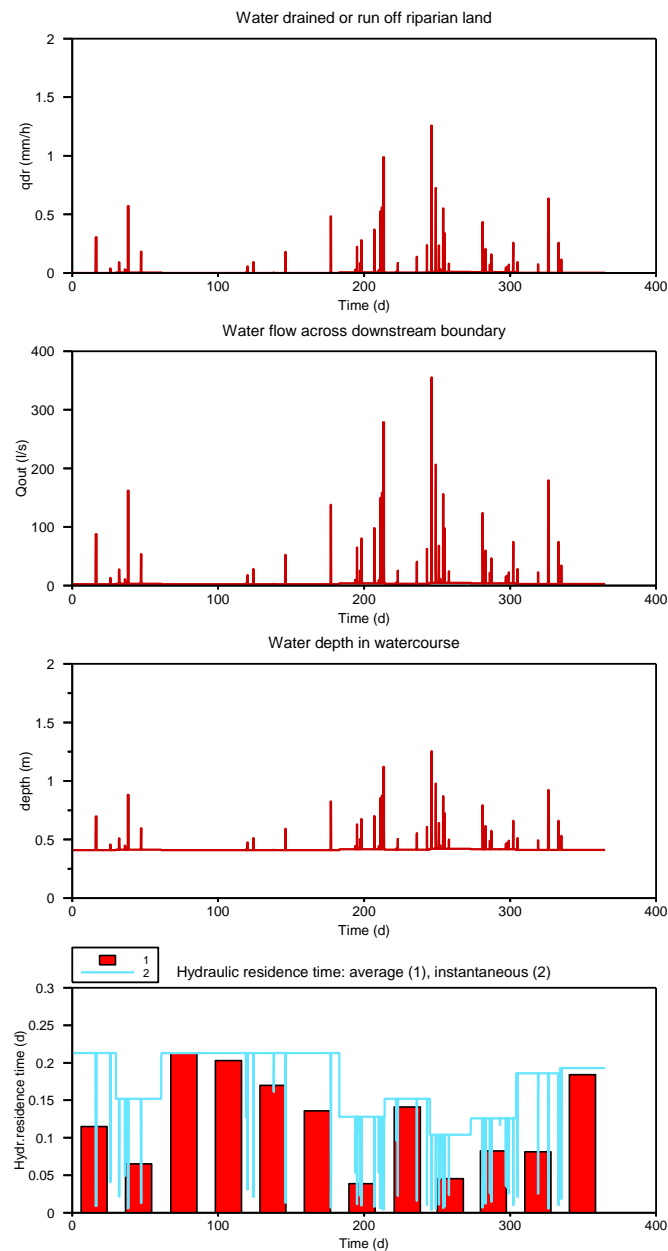 Water drained or run off riparian land
2
1.5
1
0.5
0
qdr (mm/h)
0 100 200 300 400
Time (d)
Water flow across downstream boundary
400
300
200
100
0
Qout (l/s)
0 100 200 300 400
Time (d)
Water depth in watercourse
2
1.5
1
0.5
0
depth (m)
0 100 200 300 400
Time (d)
1
2
Hydraulic residence time: average (1), instantaneous (2)
0.3
0.25
0.2
0.15
0.1
0.05
0
Hydr.residence time (d)
0 100 200 300 400
Time (d)